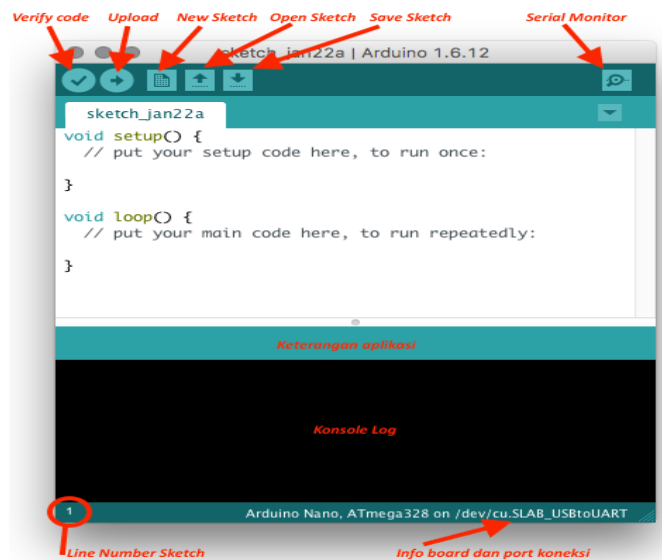 Verify code Upload New Sketch Open Sketch Save Sketch Serial Monitor
sketch_jan22a | Arduino 1.6.12
sketch_jan22a
void setup() {
// put your setup code here, to run once:
}
void loop() {
// put your main code here, to run repeatedly:
}
Keterangan aplikasi
Konsole Log
1 Arduino Nano, ATmega328 on /dev/cu.SLAB_USBtoUART
Line Number Sketch Info board dan port koneksi